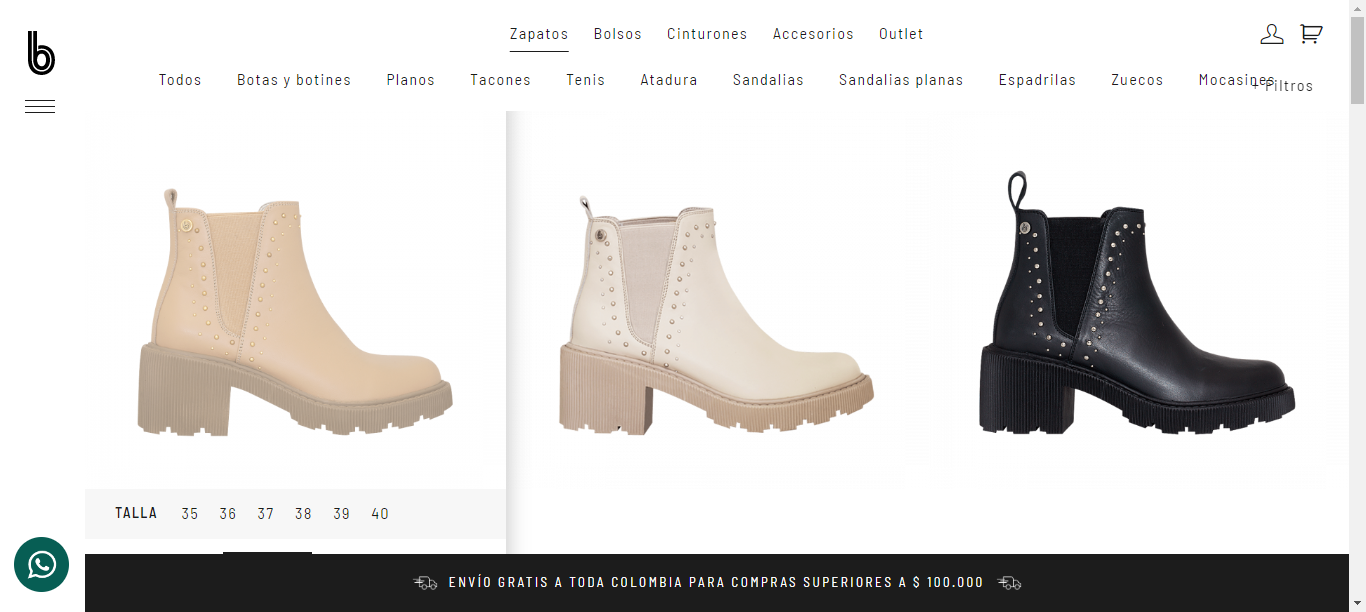 b
Zapatos Bolsos Cinturones Accesorios Outlet
Todos Botas y botines Planos Tacones Tenis Atadura Sandalias Sandalias planas Espadrilas Zuecos Mocasines
+ Filtros
TALLA 35 36 37 38 39 40
ENVÍO GRATIS A TODA COLOMBIA PARA COMPRAS SUPERIORES A $ 100.000